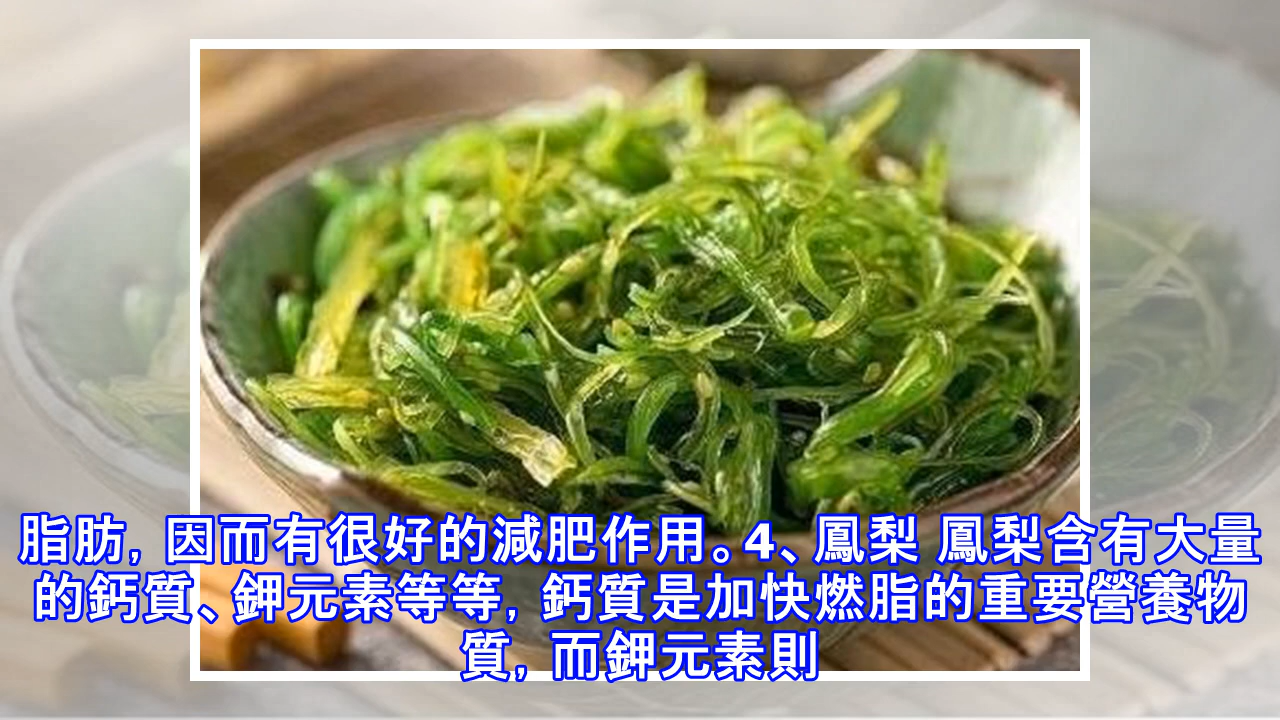 脂肪, 因而有很好的減肥作用。4、鳳梨 鳳梨含有大量
的鈣質、鉀元素等等, 鈣質是加快燃脂的重要營養物
質, 而鉀元素則